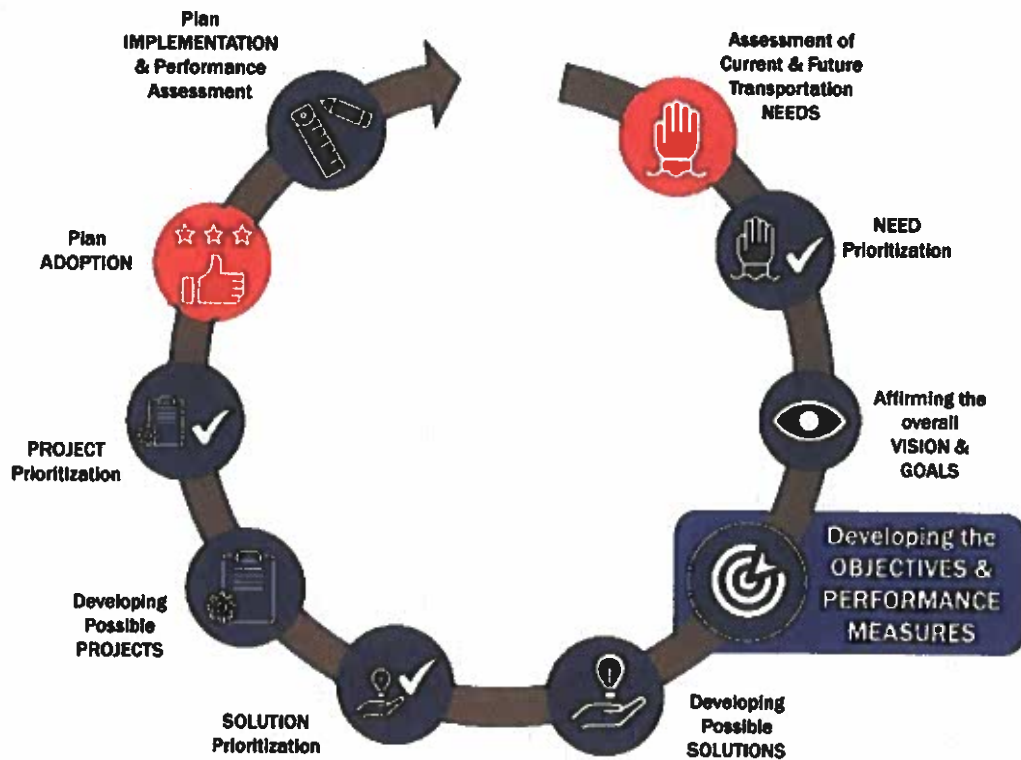 Plan
IMPLEMENTATION
& Performance
Assessment
Assessment of
Current & Future
Transportation
NEEDS
NEED
Prioritization
Affirming the
overall
VISION &
GOALS
Developing the
OBJECTIVES &
PERFORMANCE
MEASURES
Developing
Possible
SOLUTIONS
SOLUTION
Prioritization
Developing
Possible
PROJECTS
PROJECT
Prioritization
Plan
ADOPTION